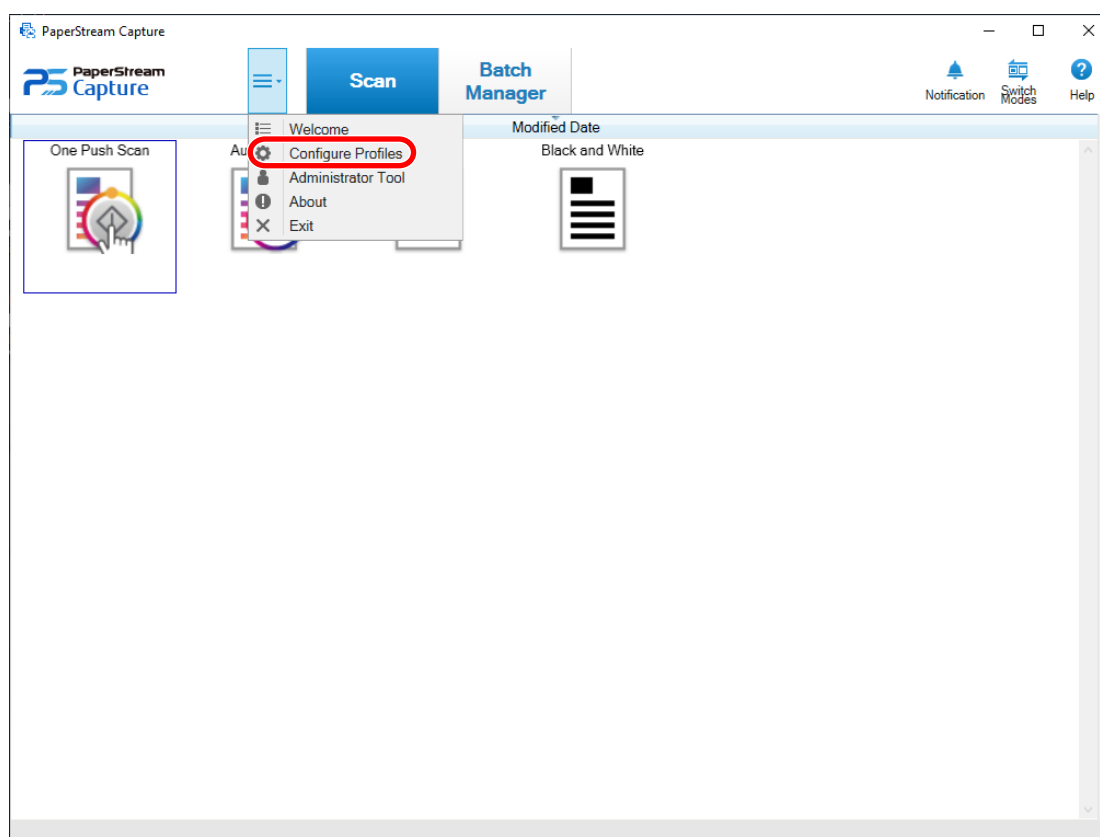 PaperStream Capture
PaperStream
Capture
Scan
Batch
Manager
Notification
Switch
Modes
Help
Modified Date
Welcome
Configure Profiles
Administrator Tool
About
Exit
One Push Scan
Au
Black and White